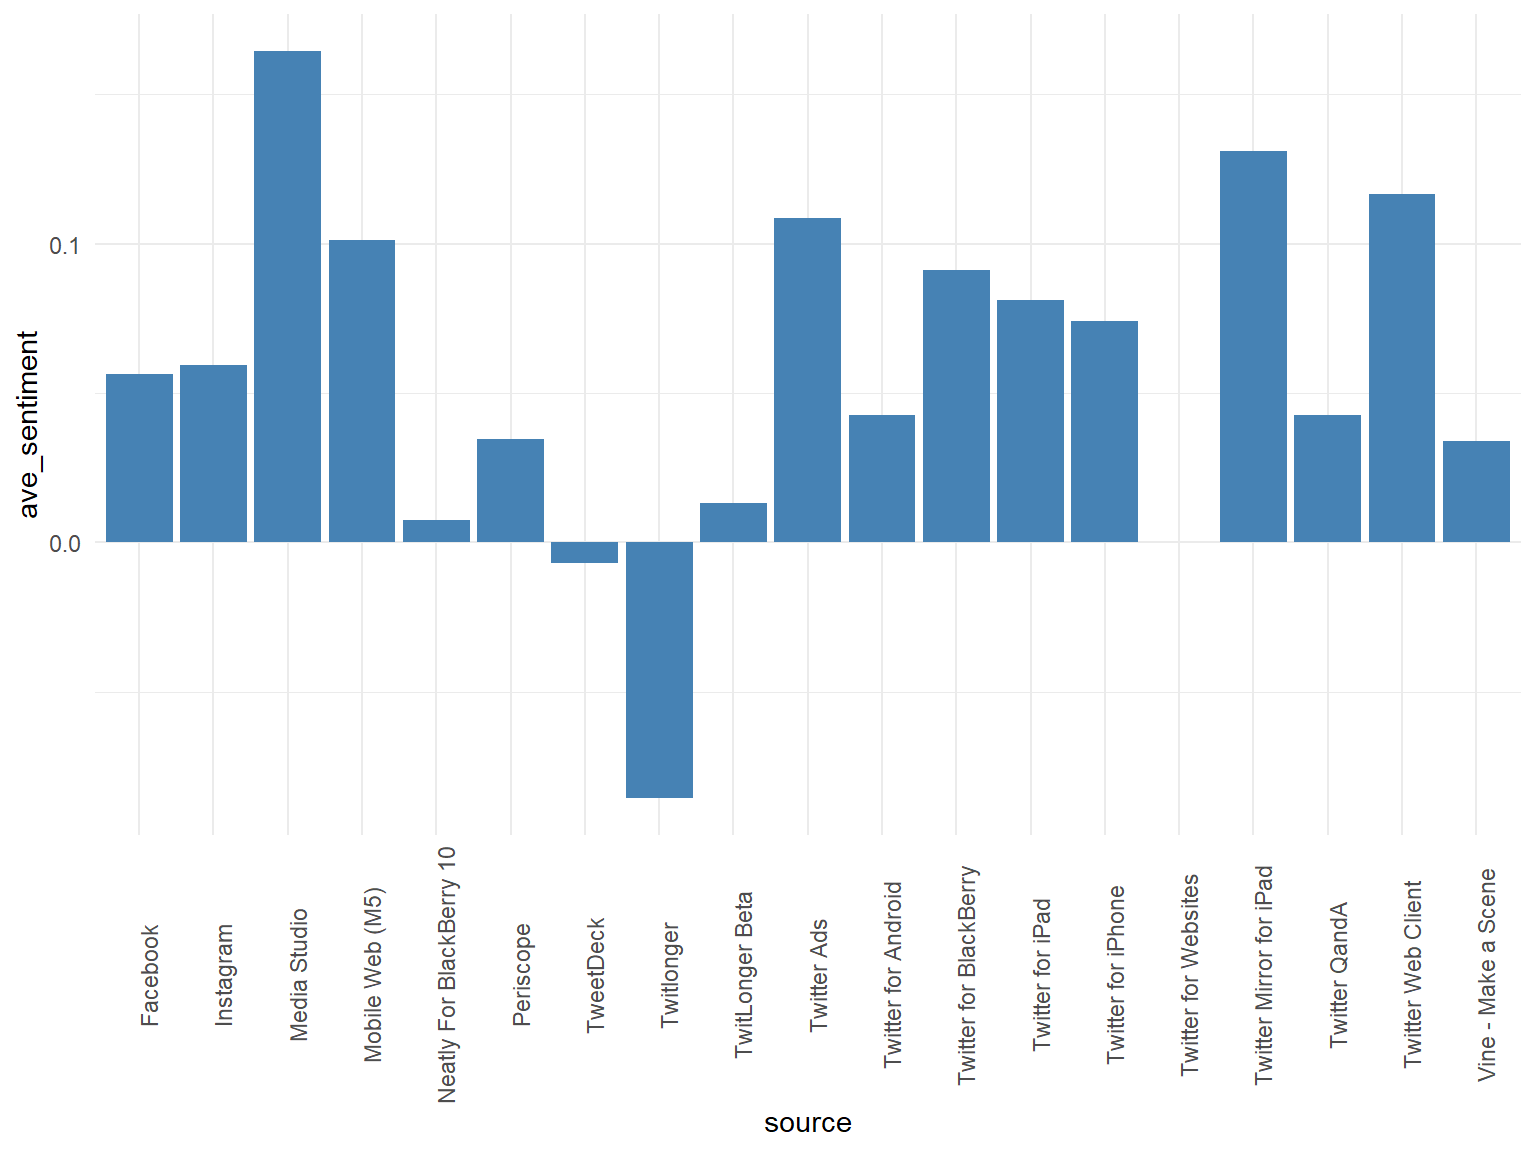 ave_sentiment
0.1
0.0
Facebook
Instagram
Media Studio
Mobile Web (M5)
Neatly For BlackBerry 10
Periscope
TweetDeck
Twitlonger
TwitLonger Beta
Twitter Ads
Twitter for Android
Twitter for BlackBerry
Twitter for iPad
Twitter for iPhone
Twitter for Websites
Twitter Mirror for iPad
Twitter QandA
Twitter Web Client
Vine - Make a Scene
source